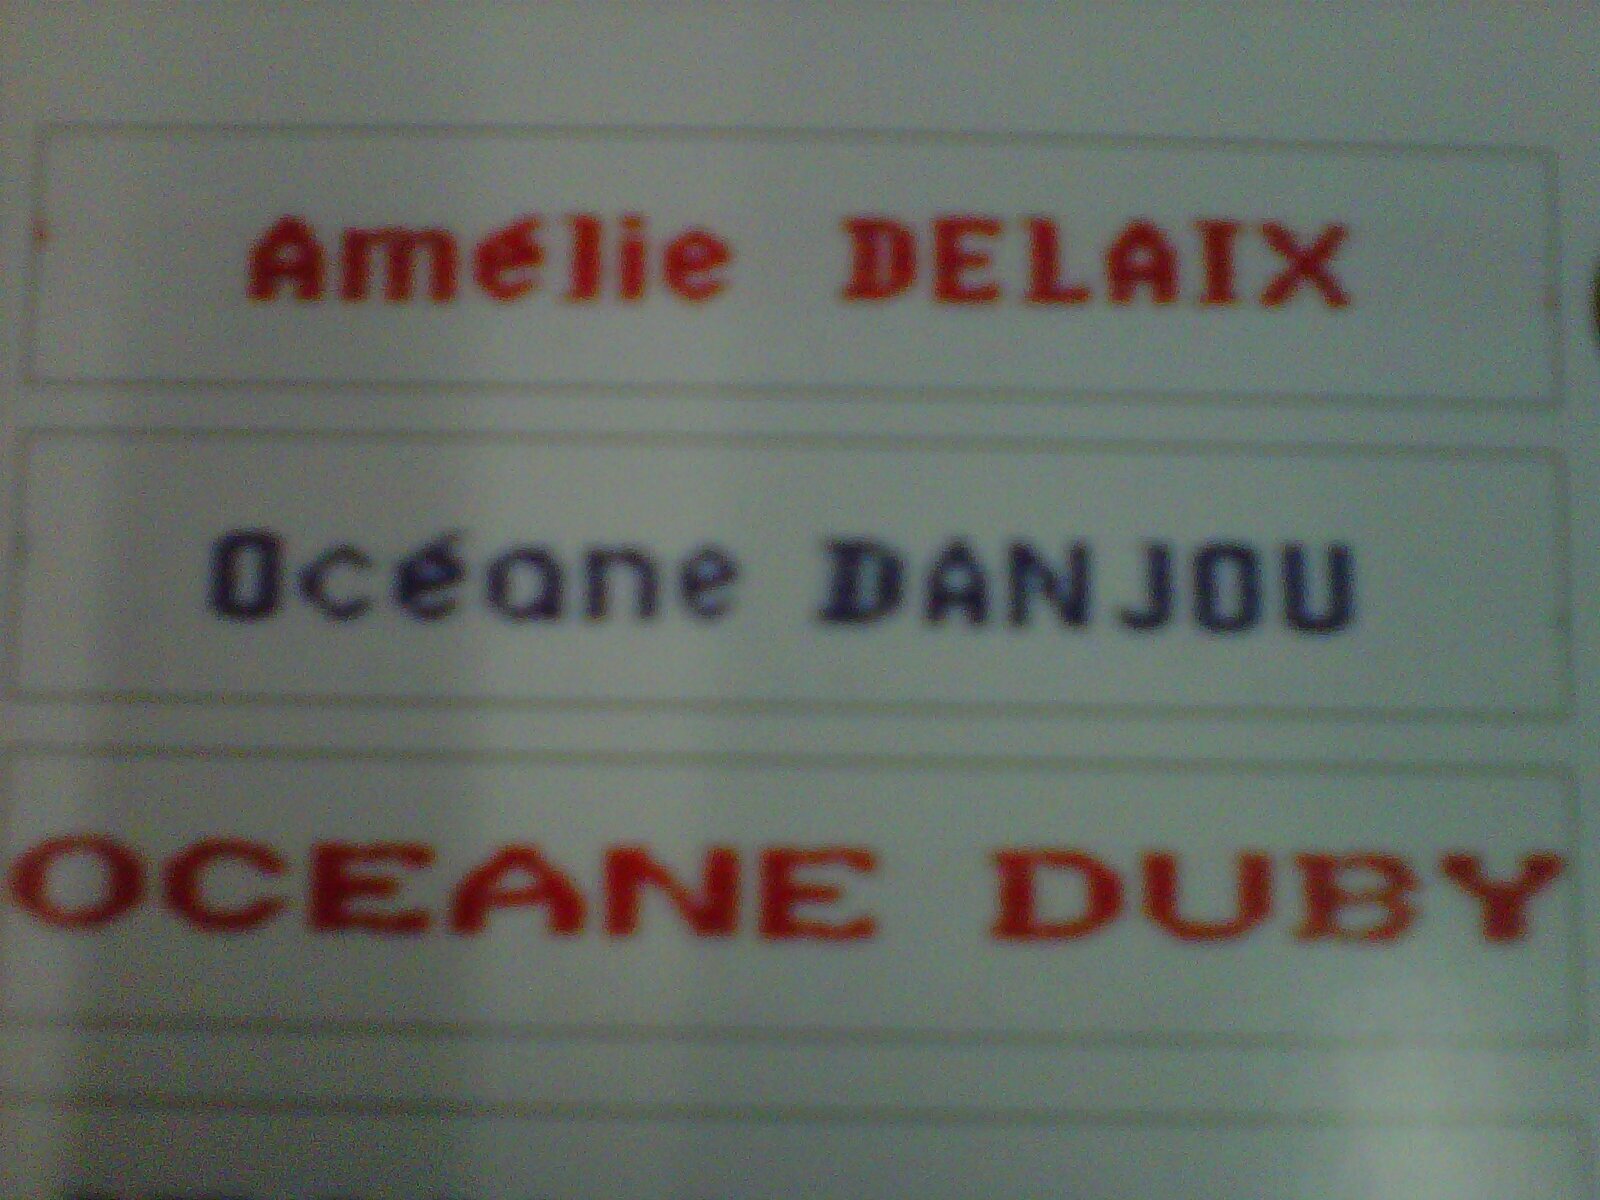 Amélie DELAIX
Océane DANJOU
OCEANE DUBY